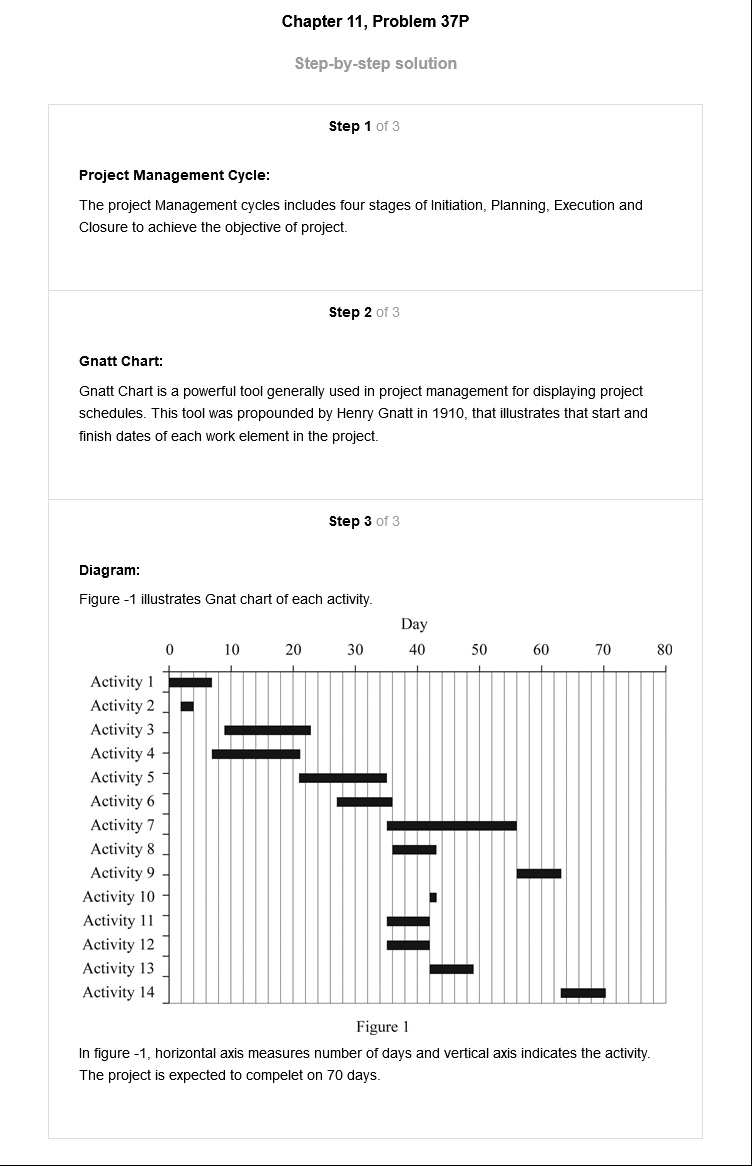 Chapter 11, Problem 37P
Step-by-step solution
Step 1 of 3
Project Management Cycle:
The project Management cycles includes four stages of Initiation, Planning, Execution and
Closure to achieve the objective of project.
Step 2 of 3
Gnatt Chart:
Gnatt Chart is a powerful tool generally used in project management for displaying project
schedules. This tool was propounded by Henry Gnatt in 1910, that illustrates that start and
finish dates of each work element in the project.
Step 3 of 3
Diagram:
Figure -1 illustrates Gnat chart of each activity.
Day
0 10 20 30 40 50 60 70 80
Activity 1
Activity 2
Activity 3
Activity 4
Activity 5
Activity 6
Activity 7
Activity 8
Activity 9
Activity 10
Activity 11
Activity 12
Activity 13
Activity 14
Figure 1
In figure -1, horizontal axis measures number of days and vertical axis indicates the activity.
The project is expected to compelet on 70 days.